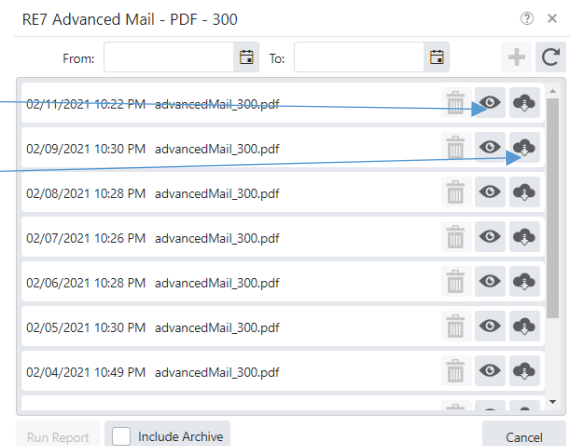 RE7 Advanced Mail - PDF - 300
From: To:
02/11/2021 10:22 PM advancedMail_300.pdf
02/09/2021 10:30 PM advancedMail_300.pdf
02/08/2021 10:28 PM advancedMail_300.pdf
02/07/2021 10:26 PM advancedMail_300.pdf
02/06/2021 10:28 PM advancedMail_300.pdf
02/05/2021 10:30 PM advancedMail_300.pdf
02/04/2021 10:49 PM advancedMail_300.pdf
Run Report Include Archive Cancel